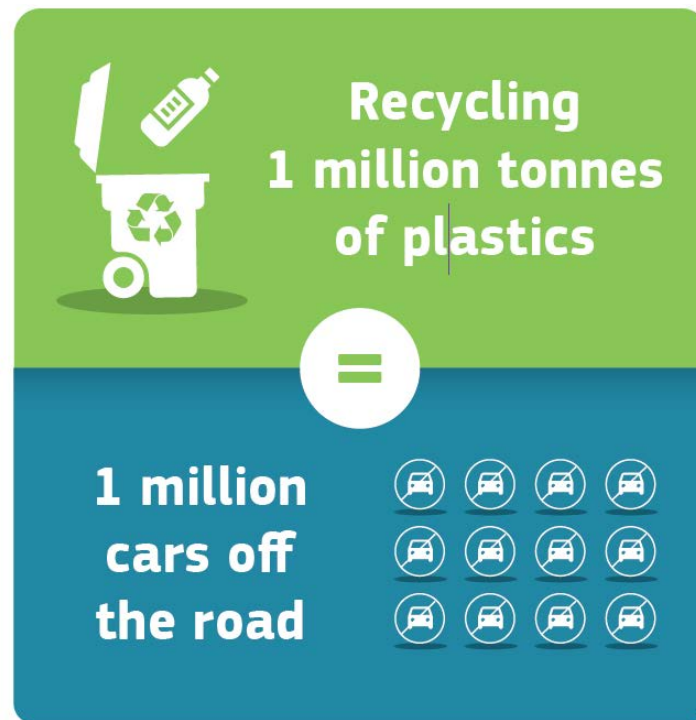 Recycling
1 million tonnes
of plastics
=
1 million
cars off
the road